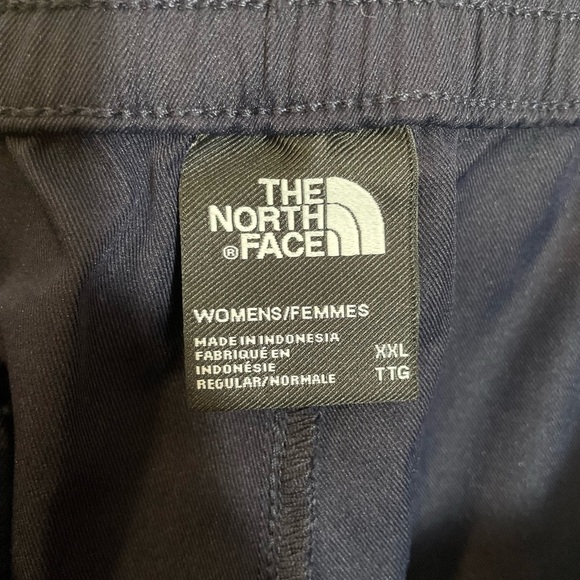 THE
NORTH
®FACE
WOMENS/FEMMES
MADE IN INDONESIA
FABRIQUÉ EN
INDONÉSIE
REGULAR/NORMALE
XXL
TTG